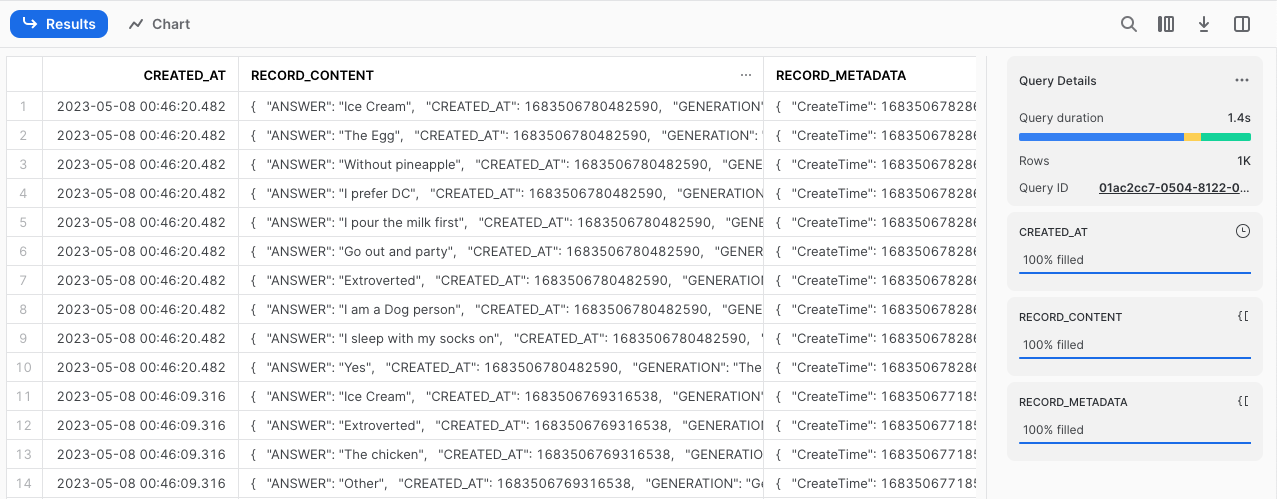 Results Chart
CREATED_AT RECORD_CONTENT ... RECORD_METADATA
1 2023-05-08 00:46:20.482 { "ANSWER": "Ice Cream", "CREATED_AT": 1683506780482590, "GENERATION" { "CreateTime": 168350678286
2 2023-05-08 00:46:20.482 { "ANSWER": "The Egg", "CREATED_AT": 1683506780482590, "GENERATION": " { "CreateTime": 168350678286
3 2023-05-08 00:46:20.482 { "ANSWER": "Without pineapple", "CREATED_AT": 1683506780482590, "GENE { "CreateTime": 168350678286
4 2023-05-08 00:46:20.482 { "ANSWER": "I prefer DC", "CREATED_AT": 1683506780482590, "GENERATION { "CreateTime": 168350678286
5 2023-05-08 00:46:20.482 { "ANSWER": "I pour the milk first", "CREATED_AT": 1683506780482590, "GENE { "CreateTime": 168350678286
6 2023-05-08 00:46:20.482 { "ANSWER": "Go out and party", "CREATED_AT": 1683506780482590, "GENER { "CreateTime": 168350678286
7 2023-05-08 00:46:20.482 { "ANSWER": "Extroverted", "CREATED_AT": 1683506780482590, "GENERATION { "CreateTime": 168350678286
8 2023-05-08 00:46:20.482 { "ANSWER": "I am a Dog person", "CREATED_AT": 1683506780482590, "GENE { "CreateTime": 168350678286
9 2023-05-08 00:46:20.482 { "ANSWER": "I sleep with my socks on", "CREATED_AT": 1683506780482590, " { "CreateTime": 168350678286
10 2023-05-08 00:46:20.482 { "ANSWER": "Yes", "CREATED_AT": 1683506780482590, "GENERATION": "The { "CreateTime": 168350678286
11 2023-05-08 00:46:09.316 { "ANSWER": "Ice Cream", "CREATED_AT": 1683506769316538, "GENERATION" { "CreateTime": 168350677185
12 2023-05-08 00:46:09.316 { "ANSWER": "Extroverted", "CREATED_AT": 1683506769316538, "GENERATION { "CreateTime": 168350677185
13 2023-05-08 00:46:09.316 { "ANSWER": "The chicken", "CREATED_AT": 1683506769316538, "GENERATIO { "CreateTime": 168350677185
14 2023-05-08 00:46:09.316 { "ANSWER": "Other", "CREATED_AT": 1683506769316538, "GENERATION": "Ge { "CreateTime": 168350677185
Query Details ...
Query duration 1.4s
Rows 1K
Query ID 01ac2cc7-0504-8122-0...
CREATED_AT
100% filled
RECORD_CONTENT {[
100% filled
RECORD_METADATA {[
100% filled